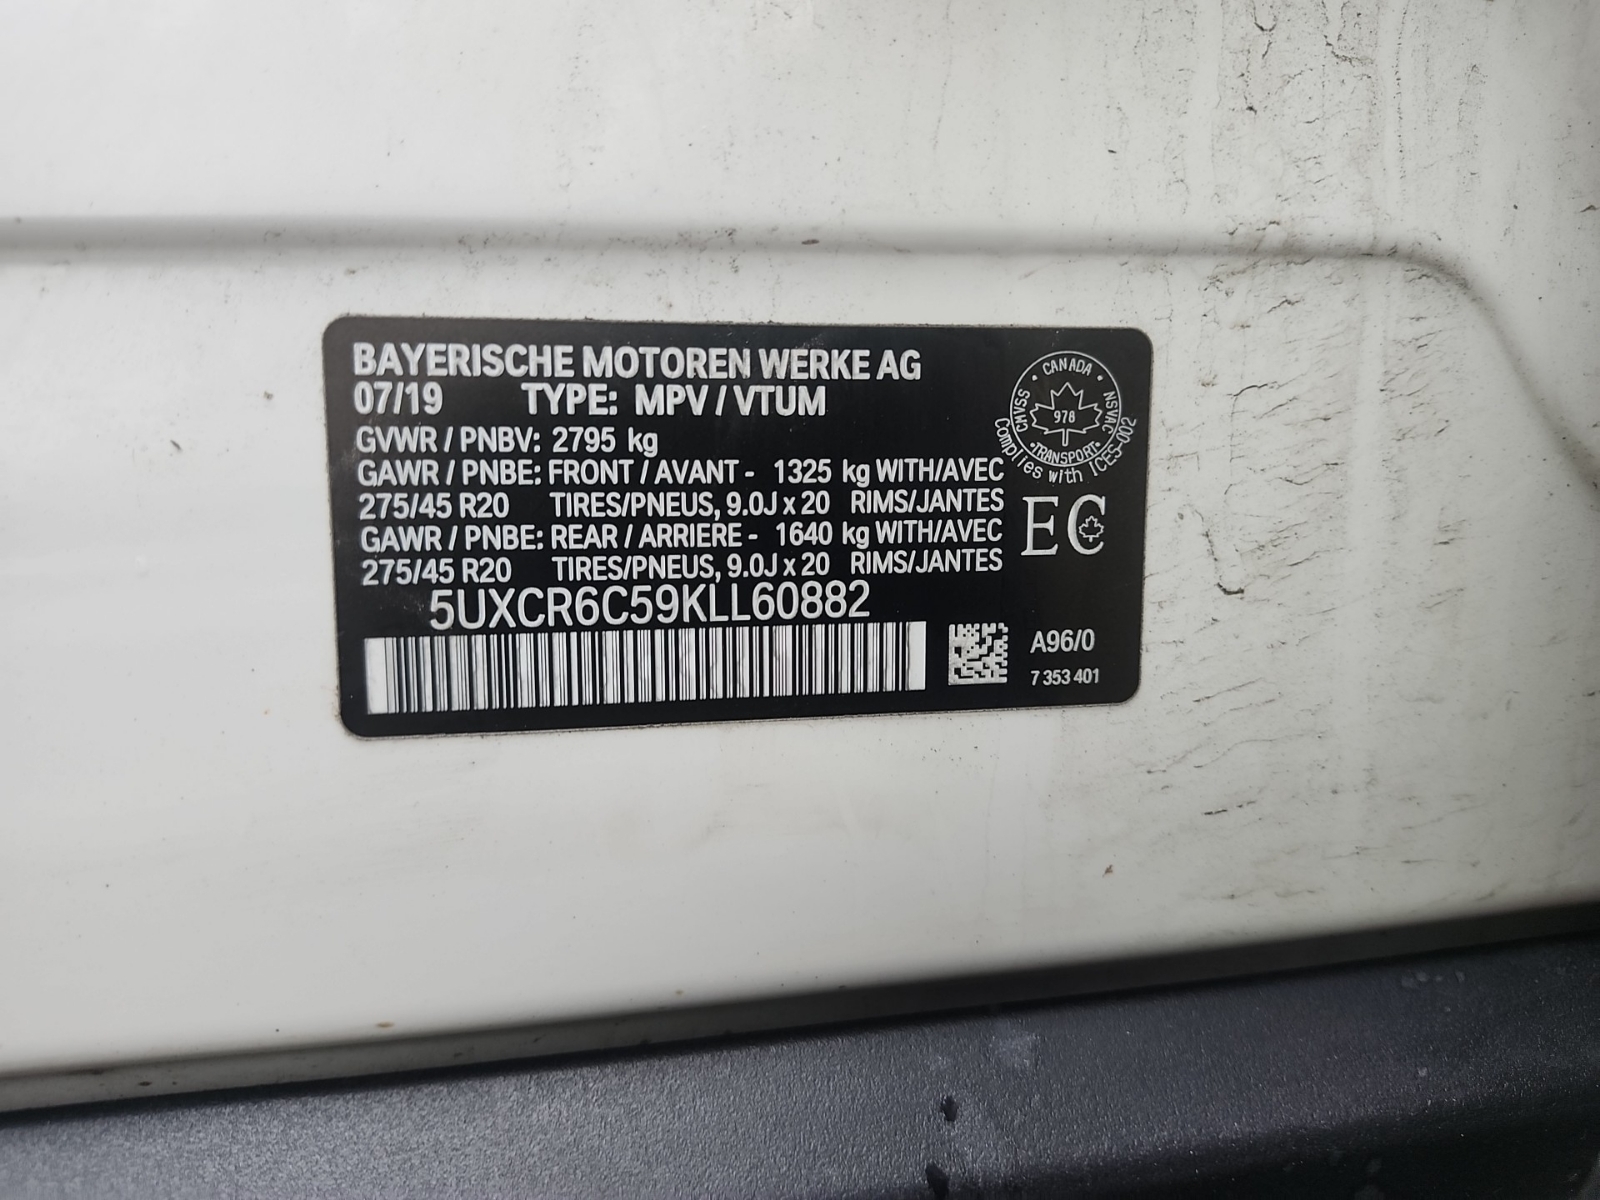 BAYERISCHE MOTOREN WERKE AG
07/19 TYPE: MPV / VTUM
GVWR / PNBV: 2795 kg
GAWR / PNBE: FRONT / AVANT - 1325 kg WITH/AVEC
275/45 R20 TIRES/PNEUS, 9.0J x 20 RIMS/JANTES
GAWR / PNBE: REAR / ARRIERE - 1640 kg WITH/AVEC
275/45 R20 TIRES/PNEUS, 9.0J x 20 RIMS/JANTES
5UXCR6C59KLL60882
CANADA
CMVSS
NSVAC
978
TRANSPORT
Complies with ICES-002
EC
A96/0
7 353 401